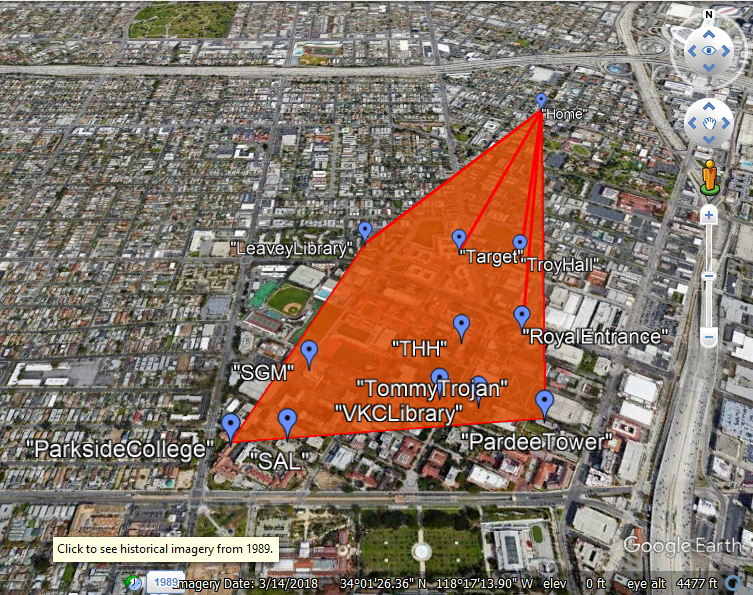 N
"Home"
"LeaveyLibrary"
"Target"
"TroyHall"
"RoyalEntrance"
"THH"
"SGM"
"TommyTrojan"
"VKCLibrary"
"ParksideCollege"
"SAL"
"PardeeTower"
Google Earth
Click to see historical imagery from 1989.
1989
Imagery Date: 3/14/2018 34°01'26.36" N 118°17'13.90" W elev 0 ft eye alt 4477 ft